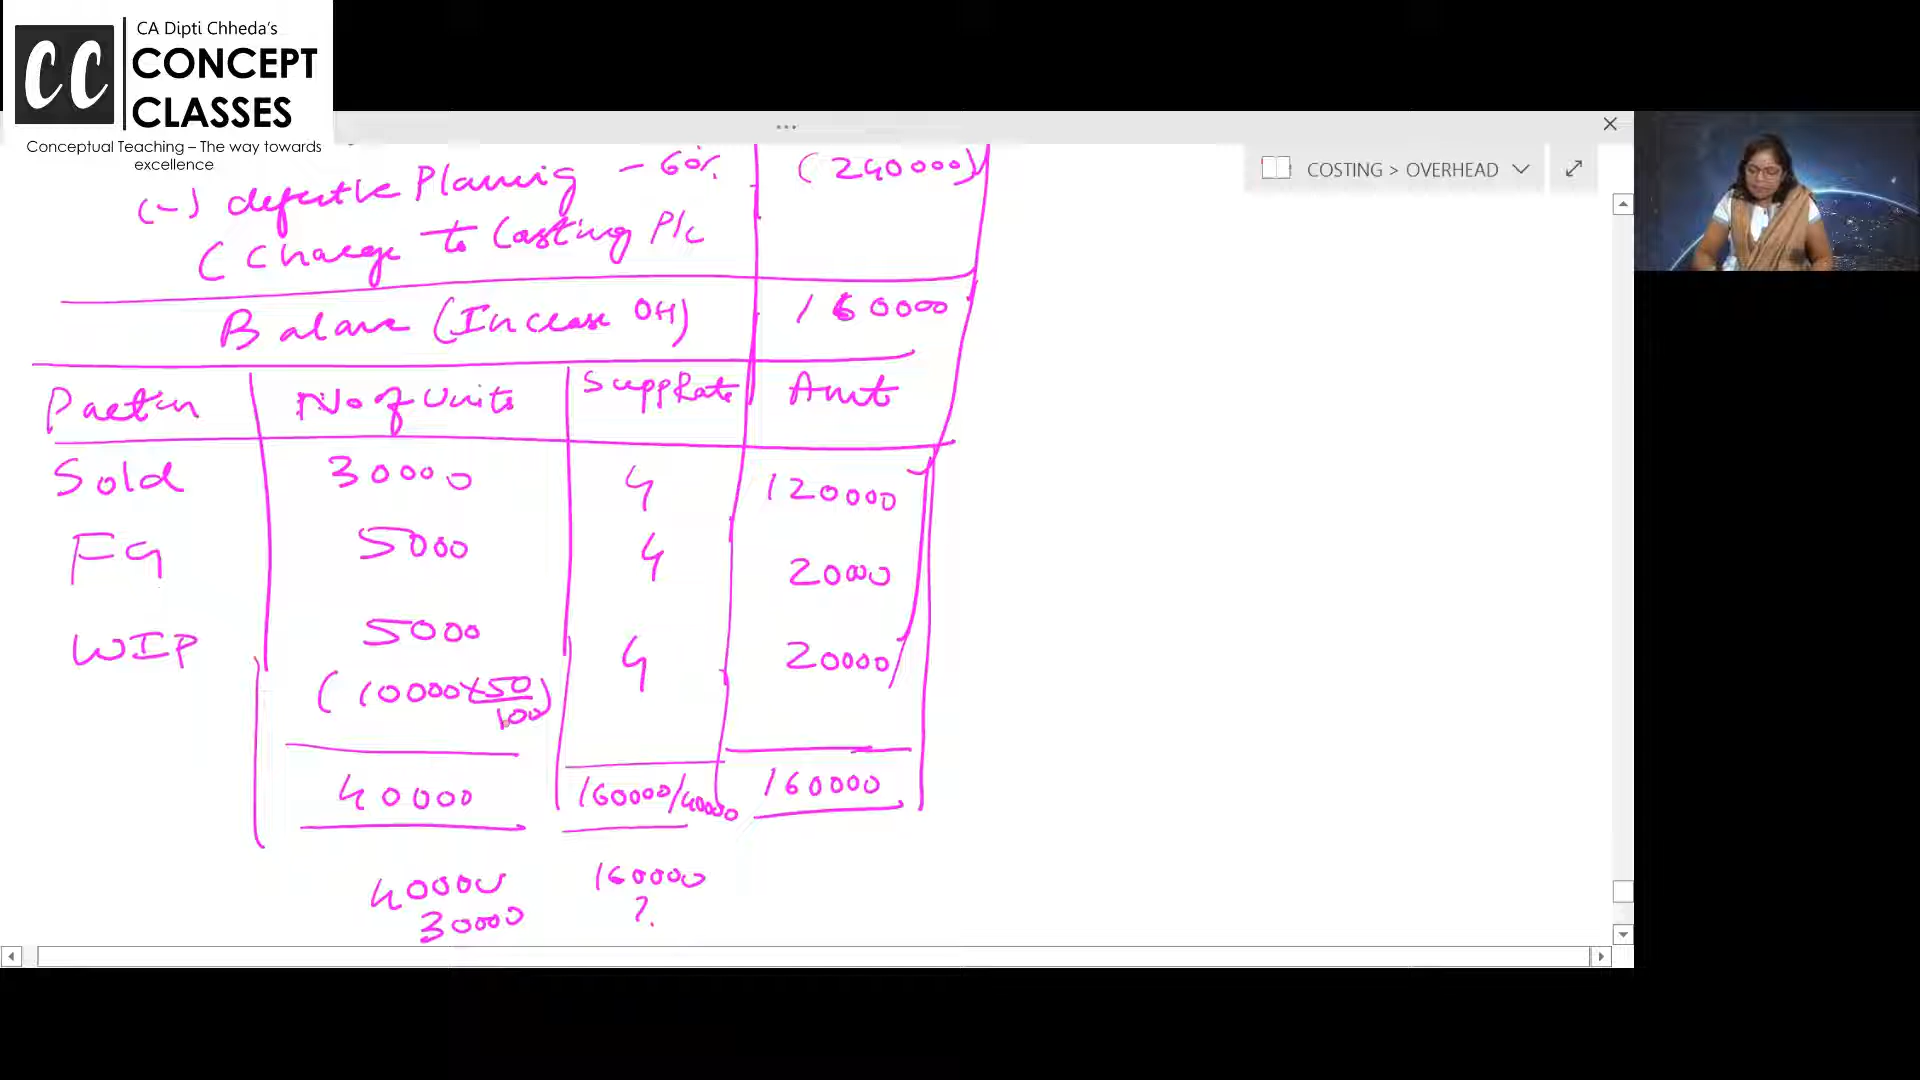 CC
CA Dipti Chheda's
CONCEPT
CLASSES
Conceptual Teaching – The way towards
excellence
COSTING > OVERHEAD
(-) defective Planning - 60% (240000)
( Charge to Costing P/L
Balance (Increase OH) 160000
No of Units Supp Rate Amt
Sold 30000 4 120000
FG 5000 4 20000
WIP 5000 4 20000
( 10000 x 50/100 )
40000 160000/40000 160000
40000 160000
30000 ?